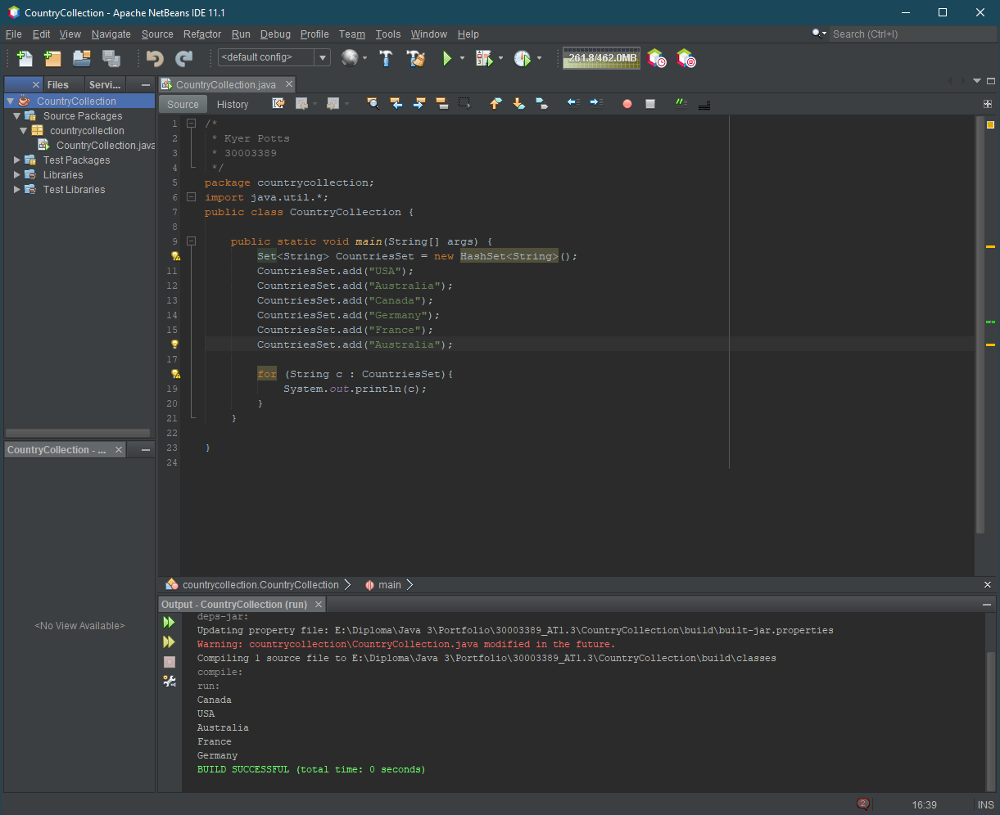 CountryCollection - Apache NetBeans IDE 11.1
File Edit View Navigate Source Refactor Run Debug Profile Team Tools Window Help
Search (Ctrl+I)
<default config>
261.8/462.0MB
Files Servi...
CountryCollection
Source Packages
countrycollection
CountryCollection.java
Test Packages
Libraries
Test Libraries
CountryCollection - ...
<No View Available>
CountryCollection.java
Source History
1 /*
2 * Kyer Potts
3 * 30003389
4 */
5 package countrycollection;
6 import java.util.*;
7 public class CountryCollection {
8
9 public static void main(String[] args) {
Set<String> CountriesSet = new HashSet<String>();
11 CountriesSet.add("USA");
12 CountriesSet.add("Australia");
13 CountriesSet.add("Canada");
14 CountriesSet.add("Germany");
15 CountriesSet.add("France");
CountriesSet.add("Australia");
17
for (String c : CountriesSet){
19 System.out.println(c);
20 }
21 }
22
23 }
24
countrycollection.CountryCollection main
Output - CountryCollection (run)
deps-jar:
Updating property file: E:\Diploma\Java 3\Portfolio\30003389_AT1.3\CountryCollection\build\built-jar.properties
Warning: countrycollection\CountryCollection.java modified in the future.
Compiling 1 source file to E:\Diploma\Java 3\Portfolio\30003389_AT1.3\CountryCollection\build\classes
compile:
run:
Canada
USA
Australia
France
Germany
BUILD SUCCESSFUL (total time: 0 seconds)
2 16:39 INS